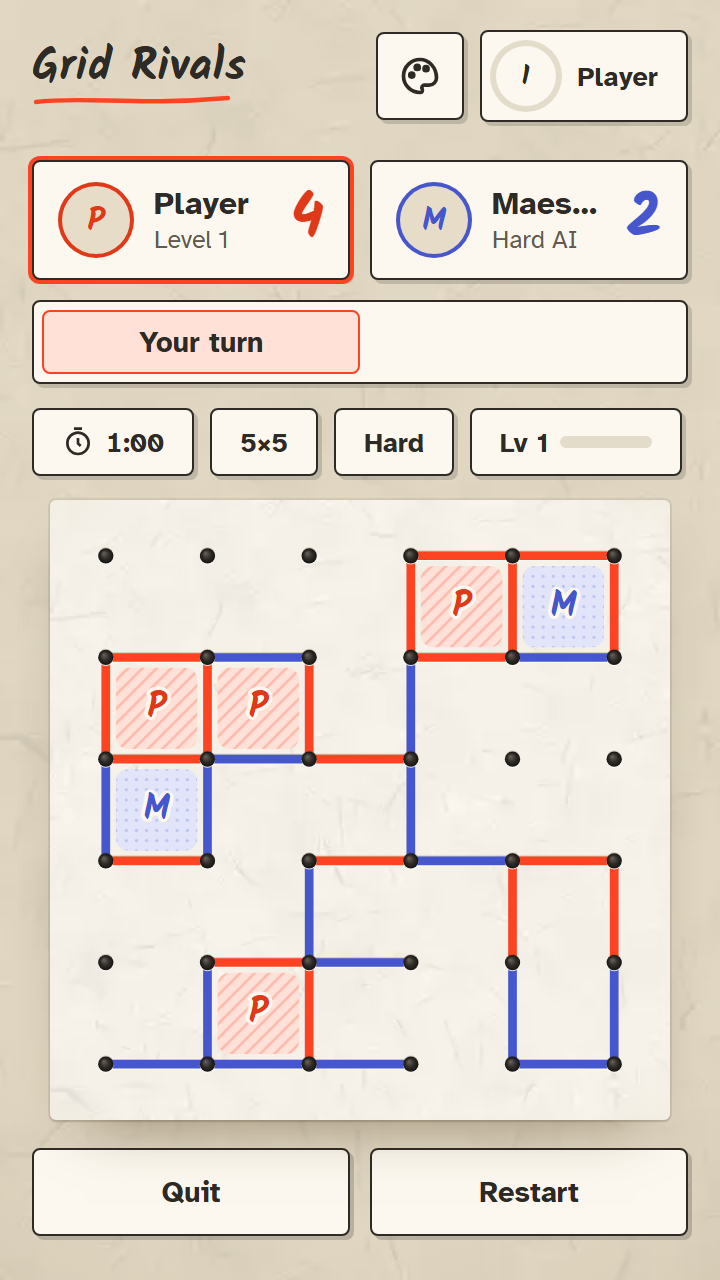 Grid Rivals
I Player
P Player 4
Level 1
M Maes... 2
Hard AI
Your turn
1:00 5×5 Hard Lv 1
P M
P P
M
P
Quit Restart